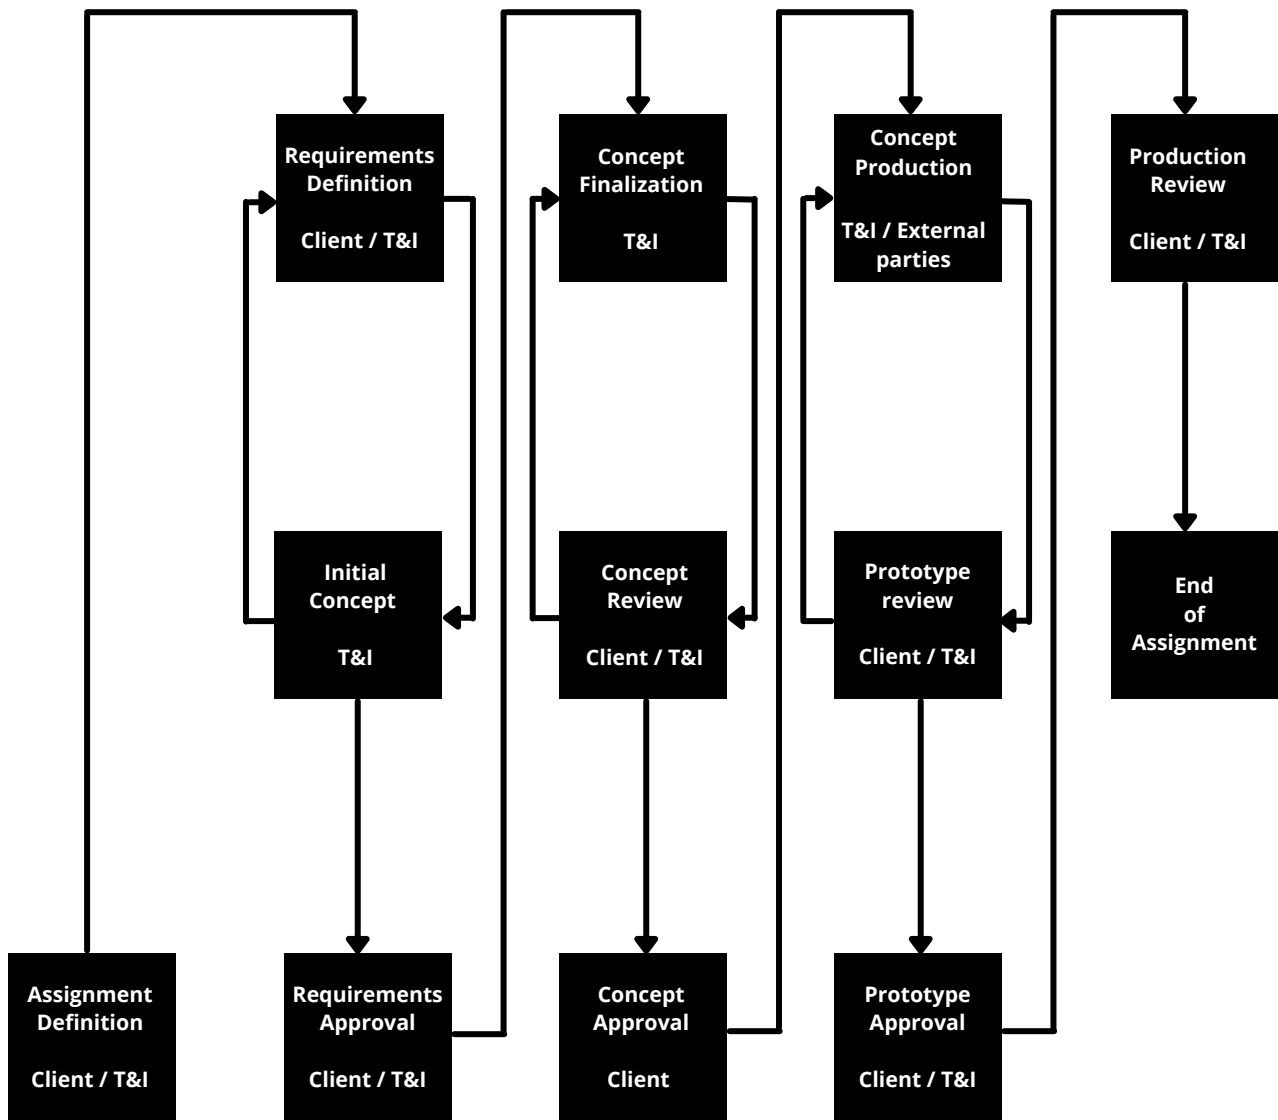 Requirements
Definition
Client / T&I
Concept
Finalization
T&I
Concept
Production
T&I / External
parties
Production
Review
Client / T&I
Initial
Concept
T&I
Concept
Review
Client / T&I
Prototype
review
Client / T&I
End
of
Assignment
Assignment
Definition
Client / T&I
Requirements
Approval
Client / T&I
Concept
Approval
Client
Prototype
Approval
Client / T&I